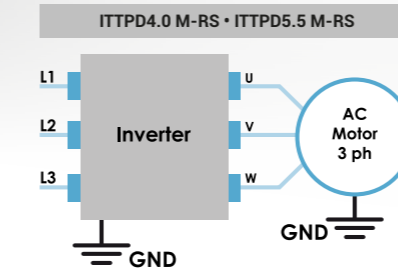 ITTPD4.0 M-RS • ITTPD5.5 M-RS
L1
U
L2
Inverter
V
AC
Motor
3 ph
L3
W
GND
GND